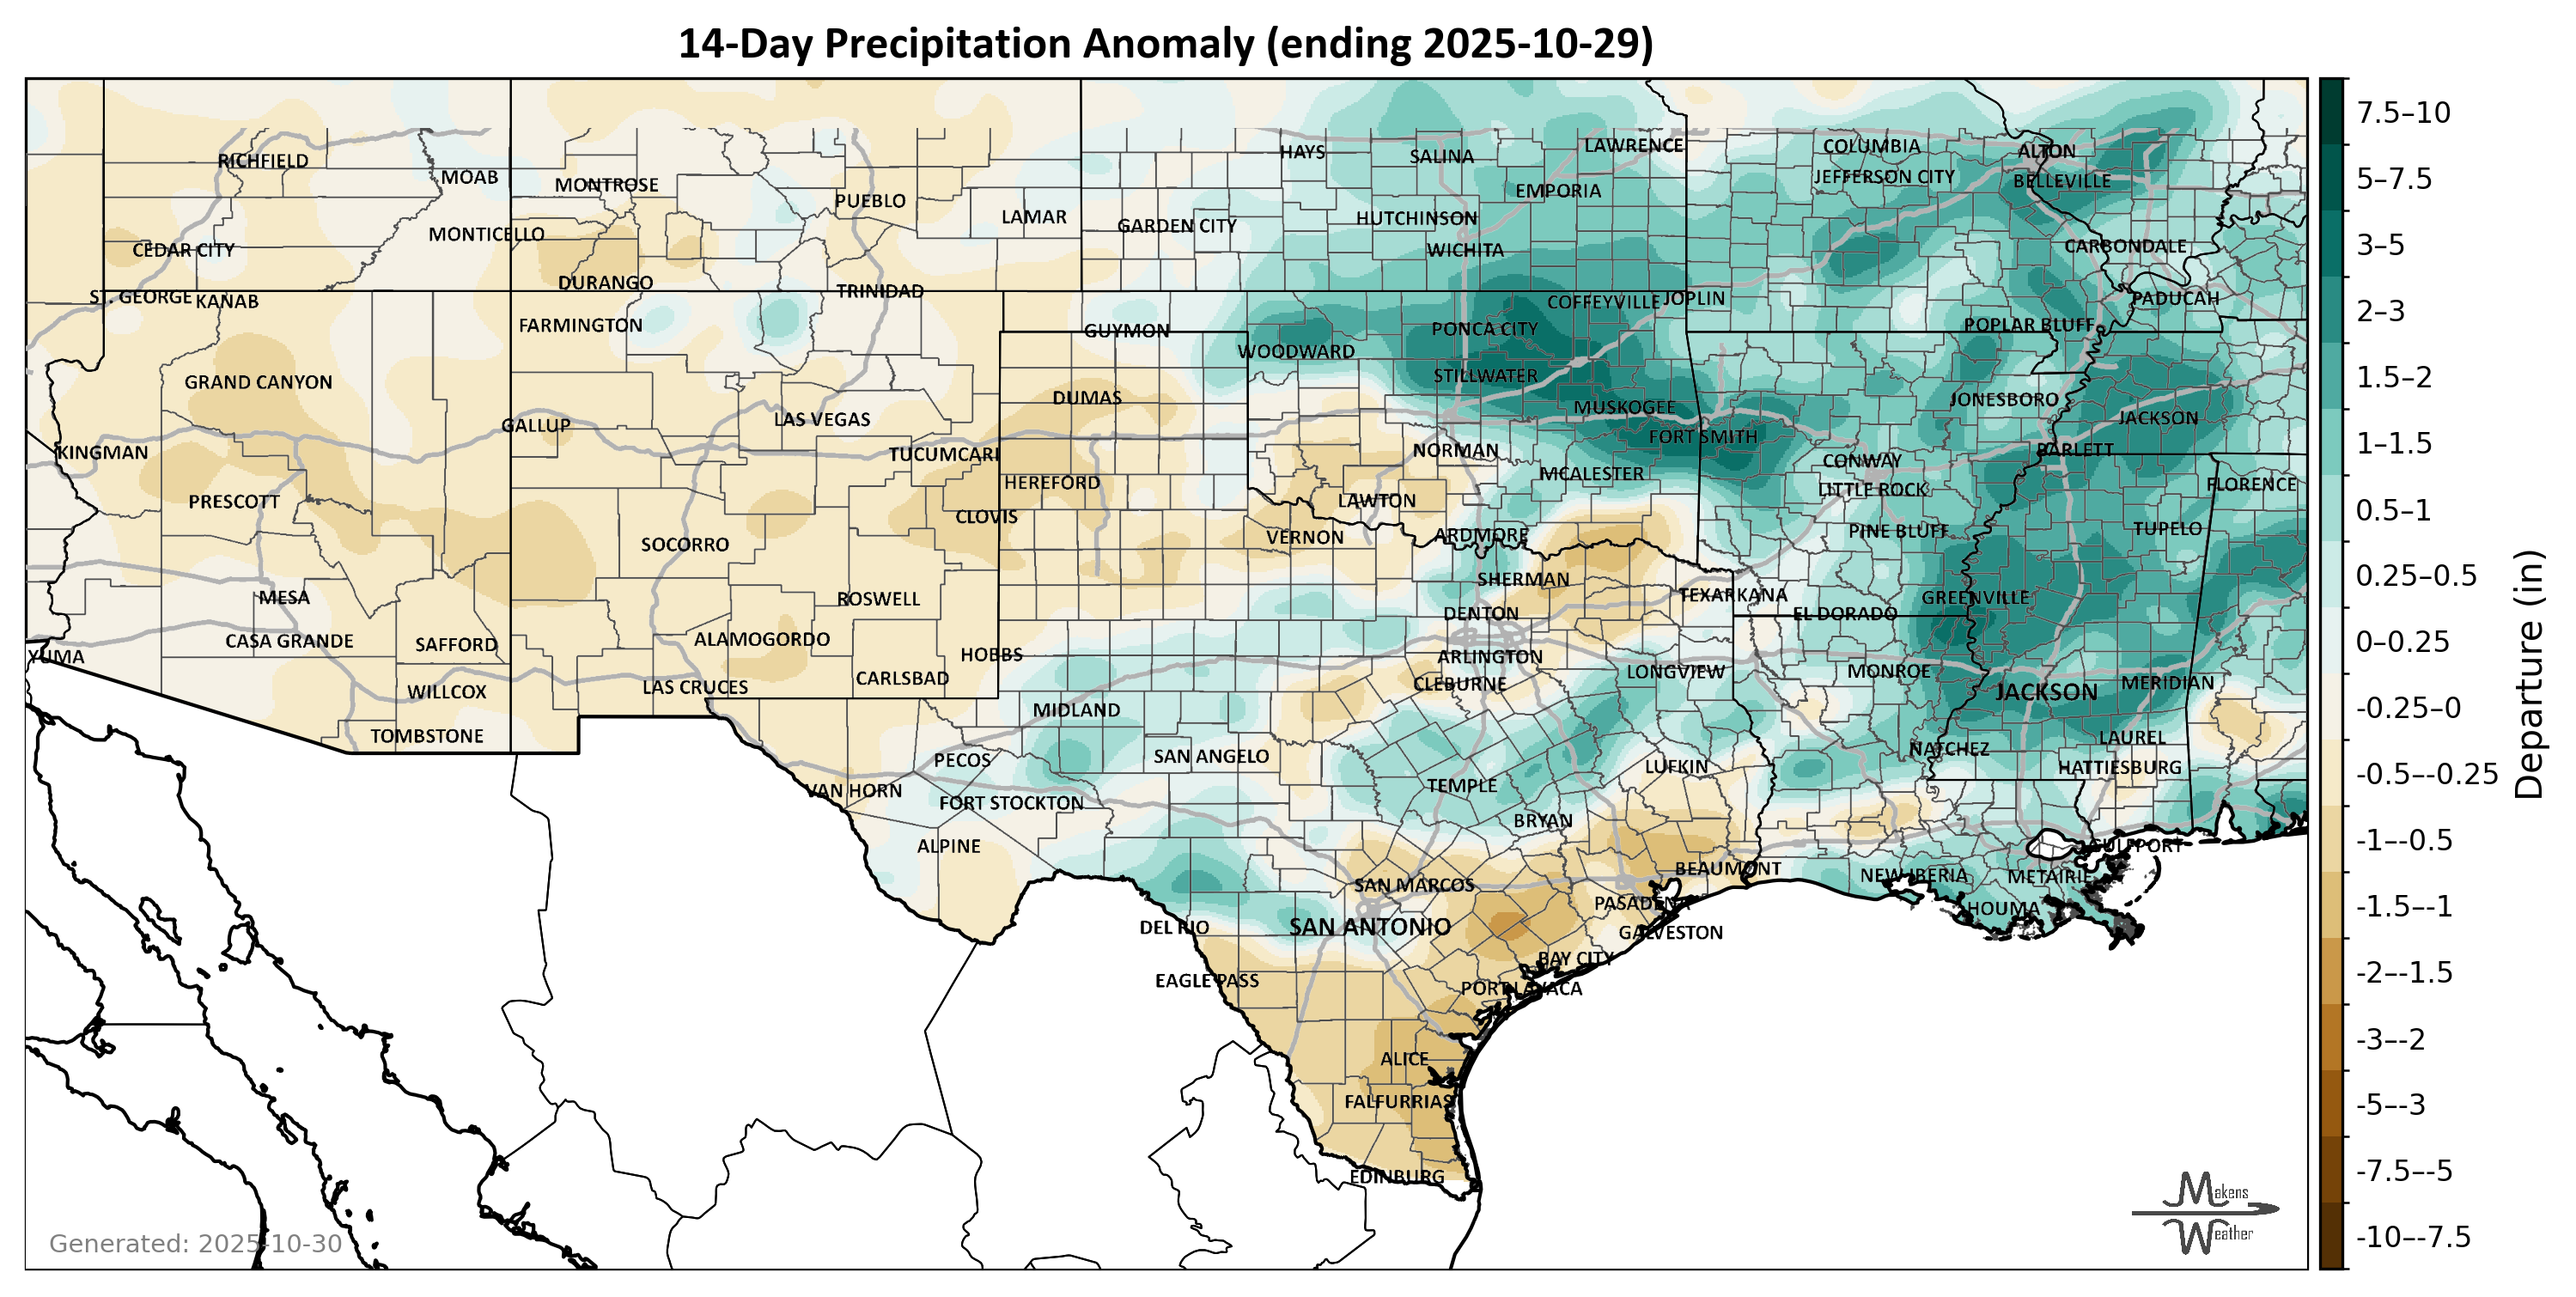 14-Day Precipitation Anomaly (ending 2025-10-29)
RICHFIELD
MOAB
MONTROSE
PUEBLO
LAMAR
GARDEN CITY
HAYS
SALINA
LAWRENCE
EMPORIA
HUTCHINSON
WICHITA
COLUMBIA
JEFFERSON CITY
ALTON
BELLEVILLE
CARBONDALE
CEDAR CITY
MONTICELLO
DURANGO
TRINIDAD
ST. GEORGE
KANAB
FARMINGTON
GUYMON
WOODWARD
PONCA CITY
COFFEYVILLE
JOPLIN
PADUCAH
POPLAR BLUFF
STILLWATER
GRAND CANYON
DUMAS
MUSKOGEE
JONESBORO
JACKSON
GALLUP
LAS VEGAS
KINGMAN
TUCUMCARI
NORMAN
FORT SMITH
BARLETT
CONWAY
MCALESTER
HEREFORD
LITTLE ROCK
FLORENCE
PRESCOTT
LAWTON
CLOVIS
VERNON
ARDMORE
PINE BLUFF
TUPELO
SOCORRO
SHERMAN
MESA
ROSWELL
DENTON
TEXARKANA
EL DORADO
GREENVILLE
CASA GRANDE
SAFFORD
ALAMOGORDO
HOBBS
ARLINGTON
YUMA
CARLSBAD
CLEBURNE
LONGVIEW
MONROE
JACKSON
MERIDIAN
WILLCOX
LAS CRUCES
MIDLAND
TOMBSTONE
PECOS
SAN ANGELO
LUFKIN
NATCHEZ
LAUREL
HATTIESBURG
VAN HORN
FORT STOCKTON
TEMPLE
BRYAN
ALPINE
GULFPORT
SAN MARCOS
BEAUMONT
NEW IBERIA
METAIRIE
PASADENA
HOUMA
DEL RIO
SAN ANTONIO
GALVESTON
BAY CITY
EAGLE PASS
PORT LAVACA
ALICE
FALFURRIAS
EDINBURG
7.5–10
5–7.5
3–5
2–3
1.5–2
1–1.5
0.5–1
0.25–0.5
0–0.25
-0.25–0
-0.5–-0.25
-1–-0.5
-1.5–-1
-2–-1.5
-3–-2
-5–-3
-7.5–-5
-10–-7.5
Departure (in)
Generated: 2025-10-30
Makens
Weather